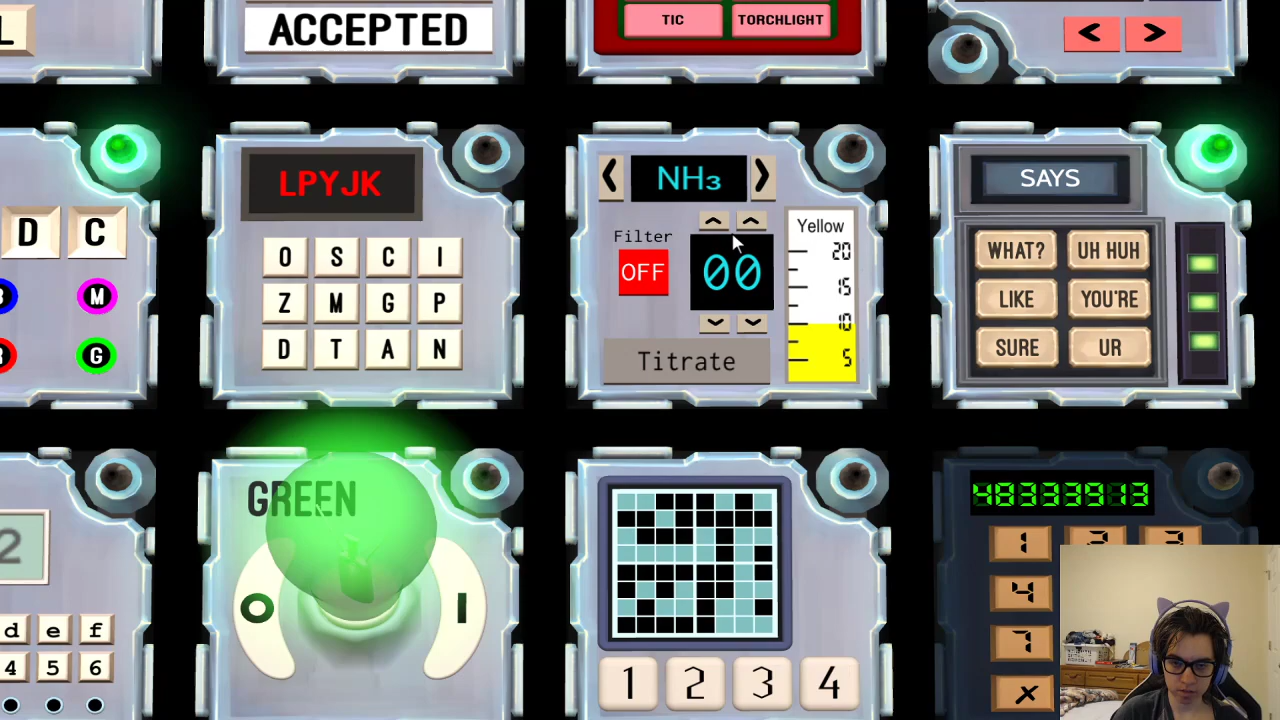 L
ACCEPTED
TIC
TORCHLIGHT
< >
D C
M
G
LPYJK
O S C I
Z M G P
D T A N
NH₃
Filter
OFF
00
Titrate
Yellow
20
15
10
5
SAYS
WHAT? UH HUH
LIKE YOU'RE
SURE UR
2
d e f
4 5 6
GREEN
O I
1 2 3 4
48333913
1
4
7
x